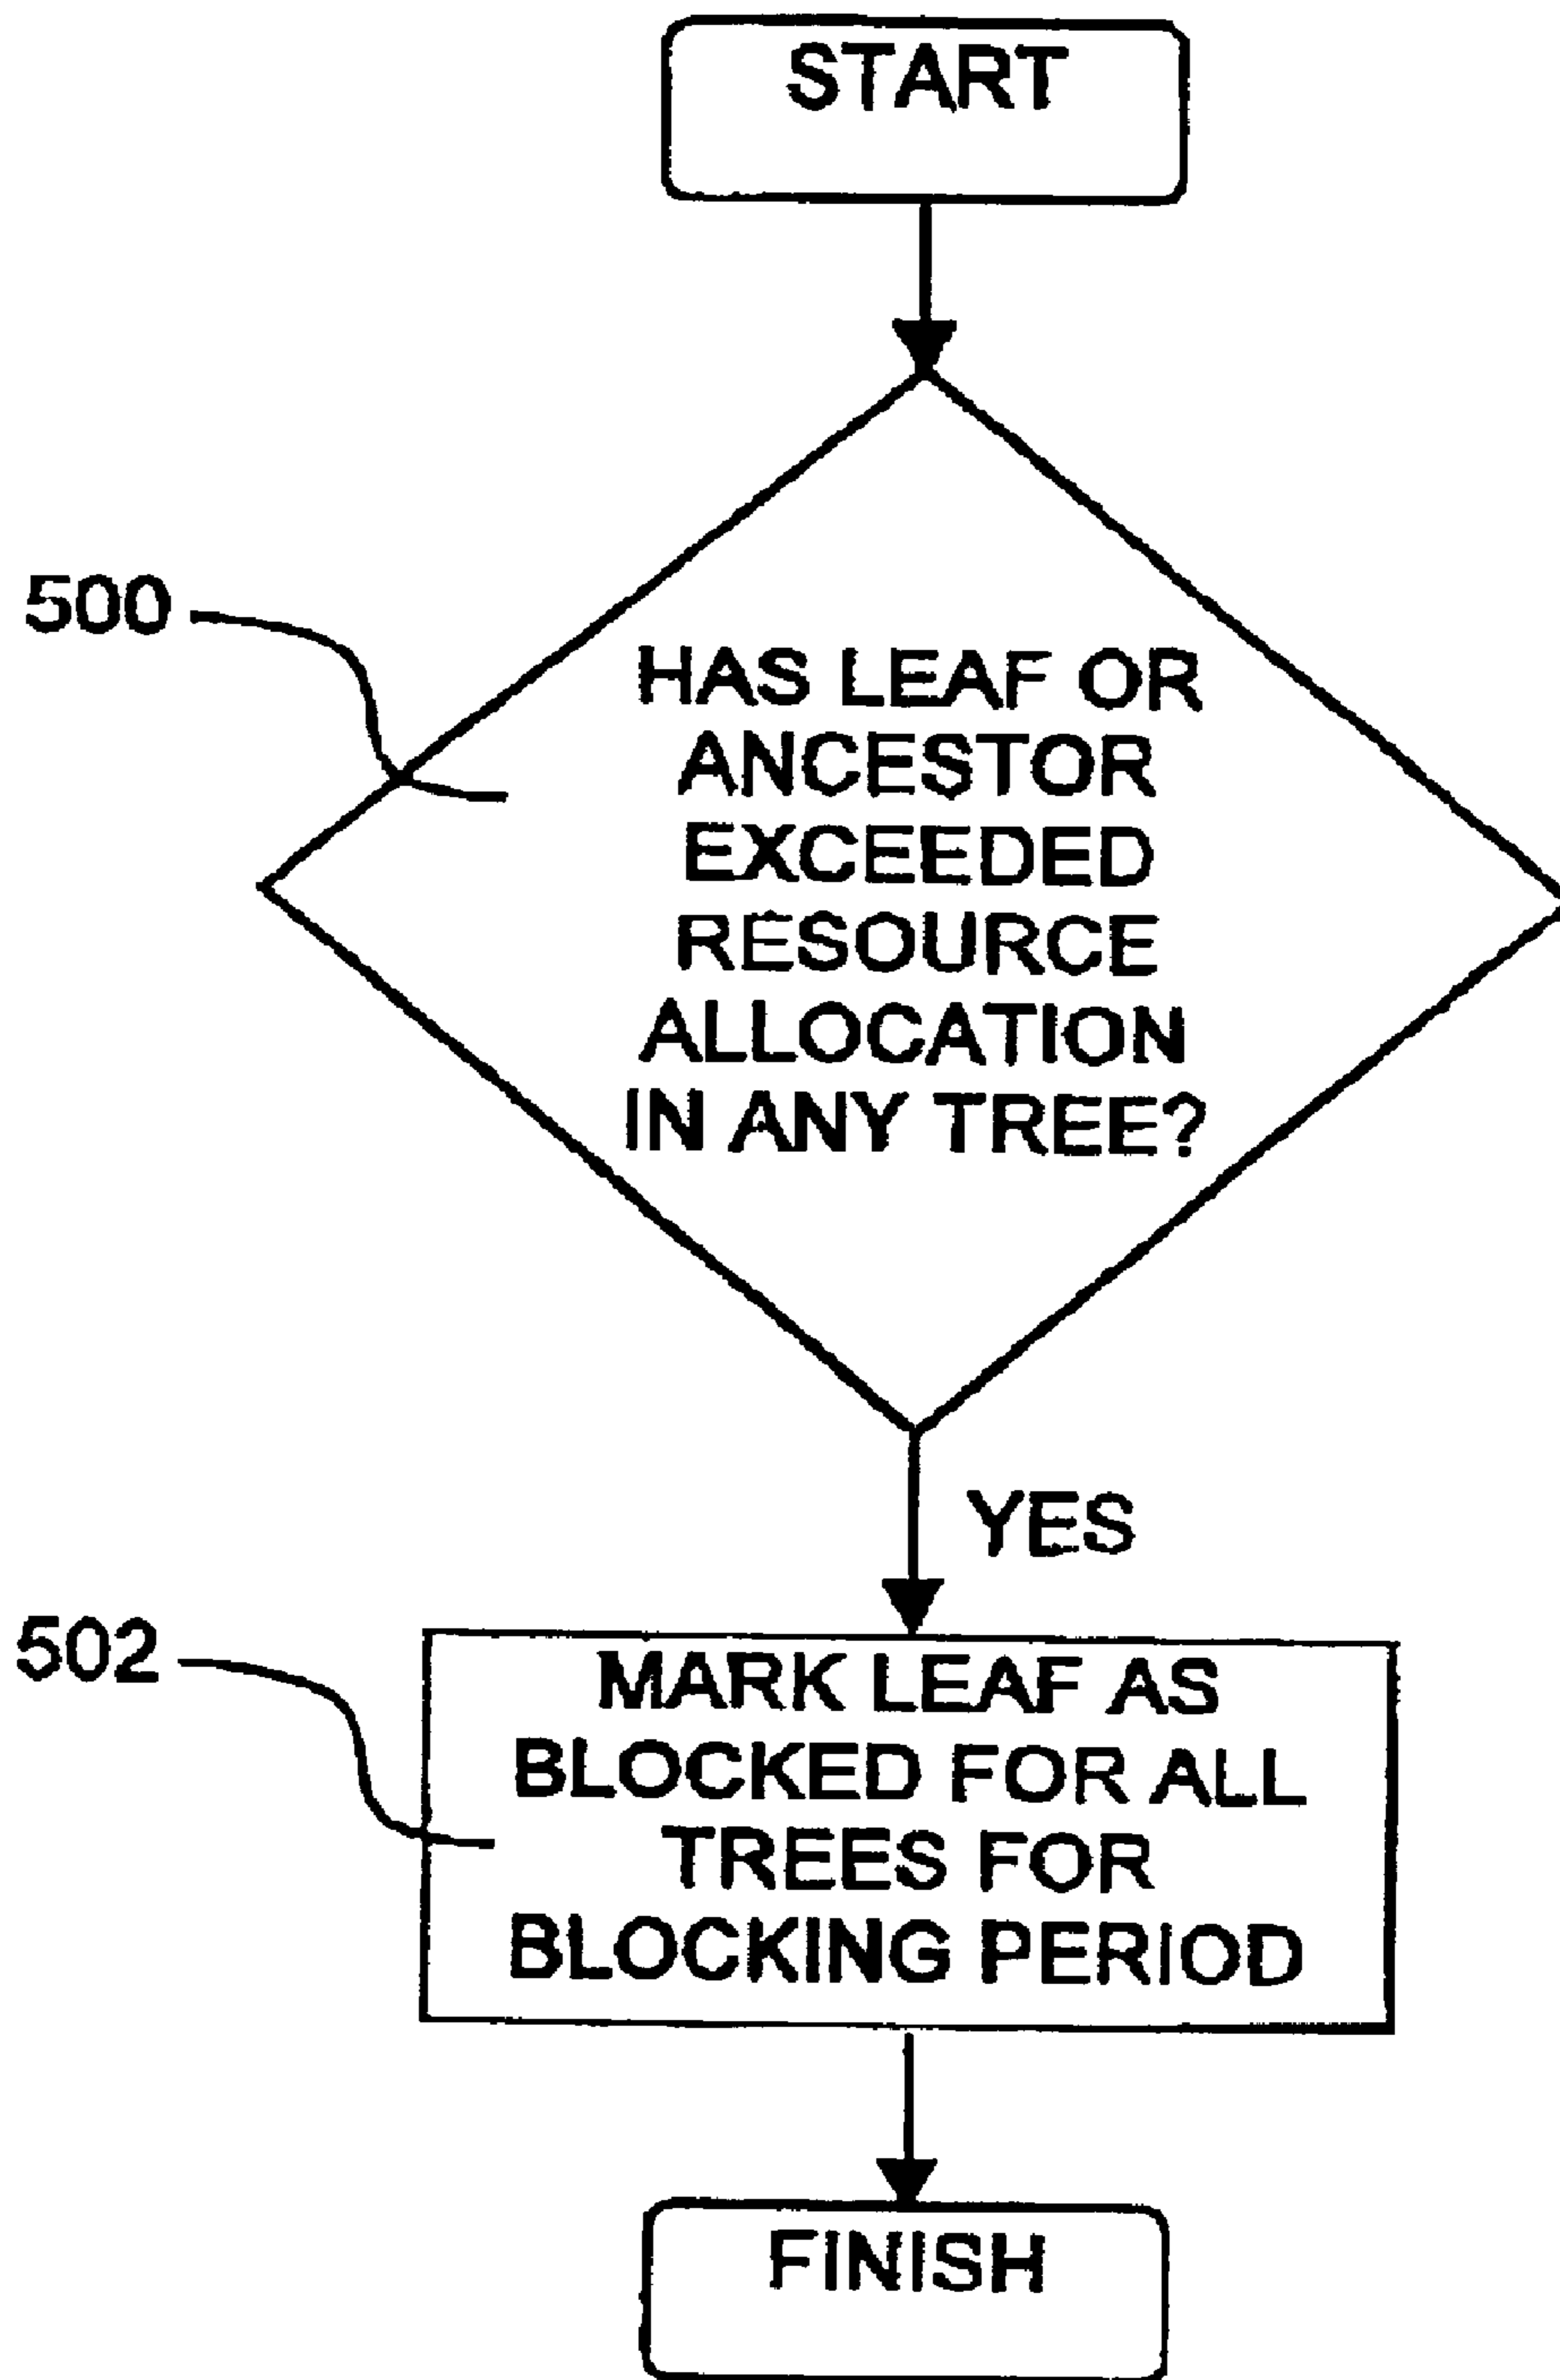 START
500
HAS LEAF OR
ANCESTOR
EXCEEDED
RESOURCE
ALLOCATION
IN ANY TREE?
YES
502
MARK LEAF AS
BLOCKED FOR ALL
TREES FOR
BLOCKING PERIOD
FINISH